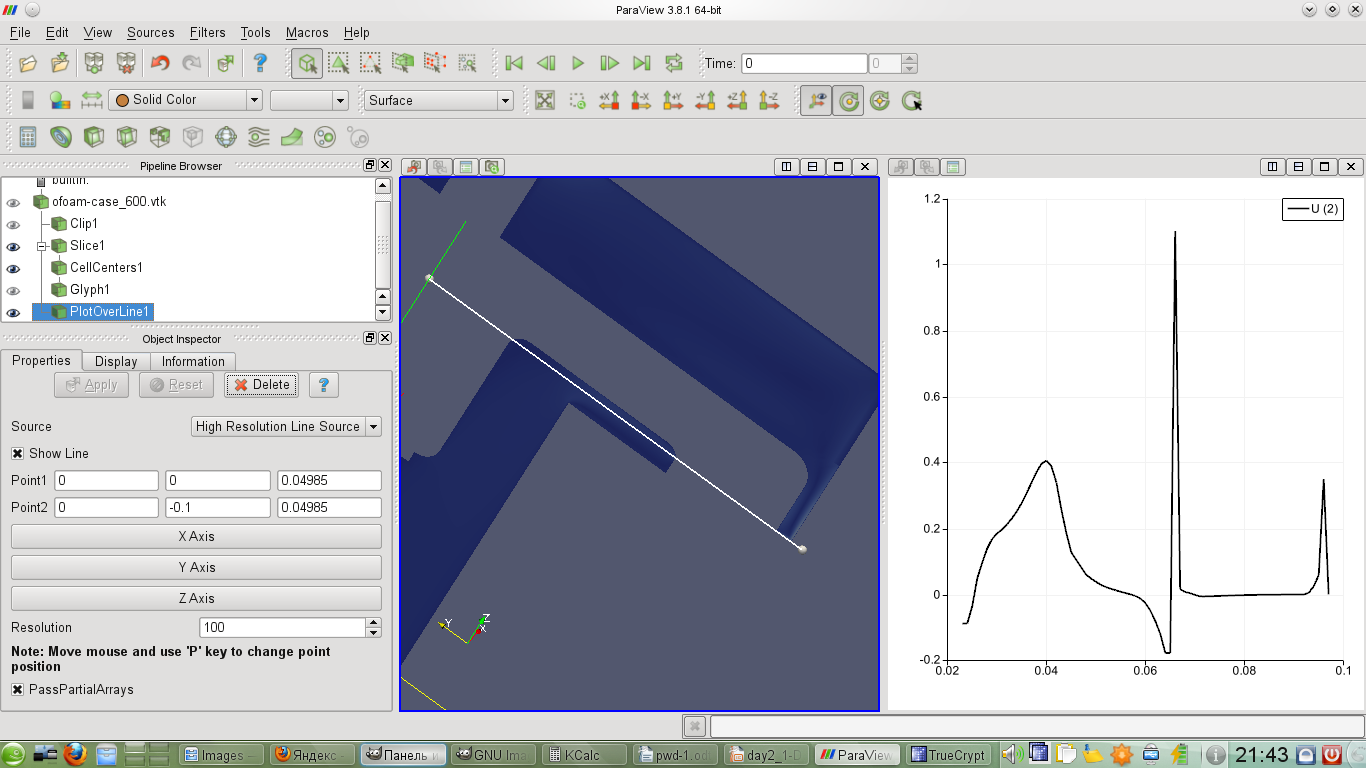 ParaView 3.8.1 64-bit
File Edit View Sources Filters Tools Macros Help
Time: 0 0
Solid Color Surface +X -X +Y -Y +Z -Z
Pipeline Browser
builtin:
ofoam-case_600.vtk
Clip1
Slice1
CellCenters1
Glyph1
PlotOverLine1
Object Inspector
Properties Display Information
Apply Reset Delete ?
Source High Resolution Line Source
Show Line
Point1 0 0 0.04985
Point2 0 -0.1 0.04985
X Axis
Y Axis
Z Axis
Resolution 100
Note: Move mouse and use 'P' key to change point
position
PassPartialArrays
Y Z X
U (2)
1.2
1
0.8
0.6
0.4
0.2
0
-0.2
0.02 0.04 0.06 0.08 0.1
Images – Яндекс Панель и GNU Ima KCalc pwd-1.od day2_1-D ParaView TrueCrypt 21:43